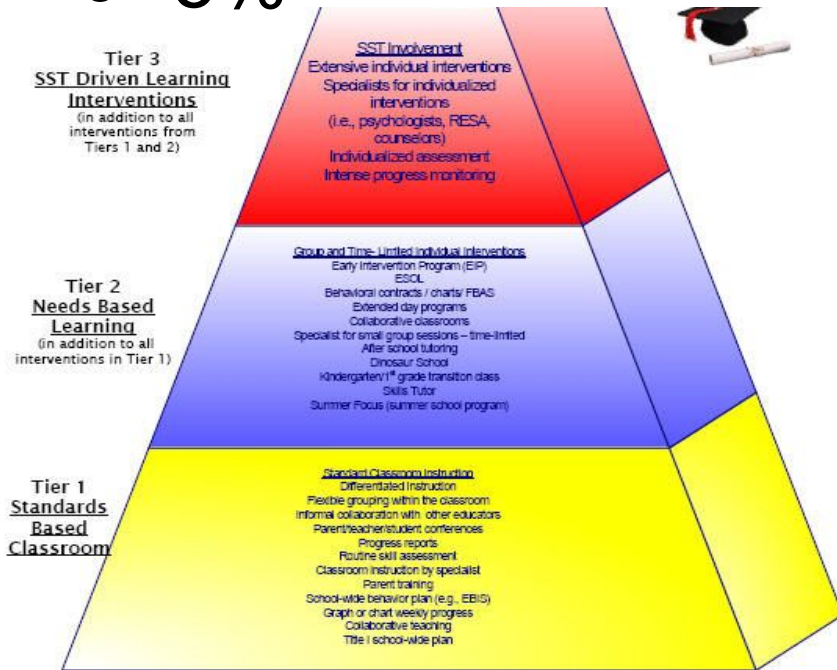 Tier 3
SST Driven Learning
Interventions
(in addition to all
interventions from
Tiers 1 and 2)
SST Involvement
Extensive individual interventions
Specialists for individualized
interventions
(i.e., psychologists, RESA,
counselors)
Individualized assessment
Intense progress monitoring
Tier 2
Needs Based
Learning
(in addition to all
interventions in Tier 1)
Group and Time- Limited Individual Interventions
Early Intervention Program (EIP)
ESOL
Behavioral contracts / charts/ FBAS
Extended day programs
Collaborative classrooms
Specialist for small group sessions – time-limited
After school tutoring
Dinosaur School
Kindergarten/1st grade transition class
Skills Tutor
Summer Focus (summer school program)
Tier 1
Standards
Based
Classroom
Standard Classroom Instruction
Differentiated Instruction
Flexible grouping within the classroom
Informal collaboration with other educators
Parent/teacher/student conferences
Progress reports
Routine skill assessment
Classroom instruction by specialist
Parent training
School-wide behavior plan (e.g., EBIS)
Graph or chart weekly progress
Collaborative teaching
Title I school-wide plan